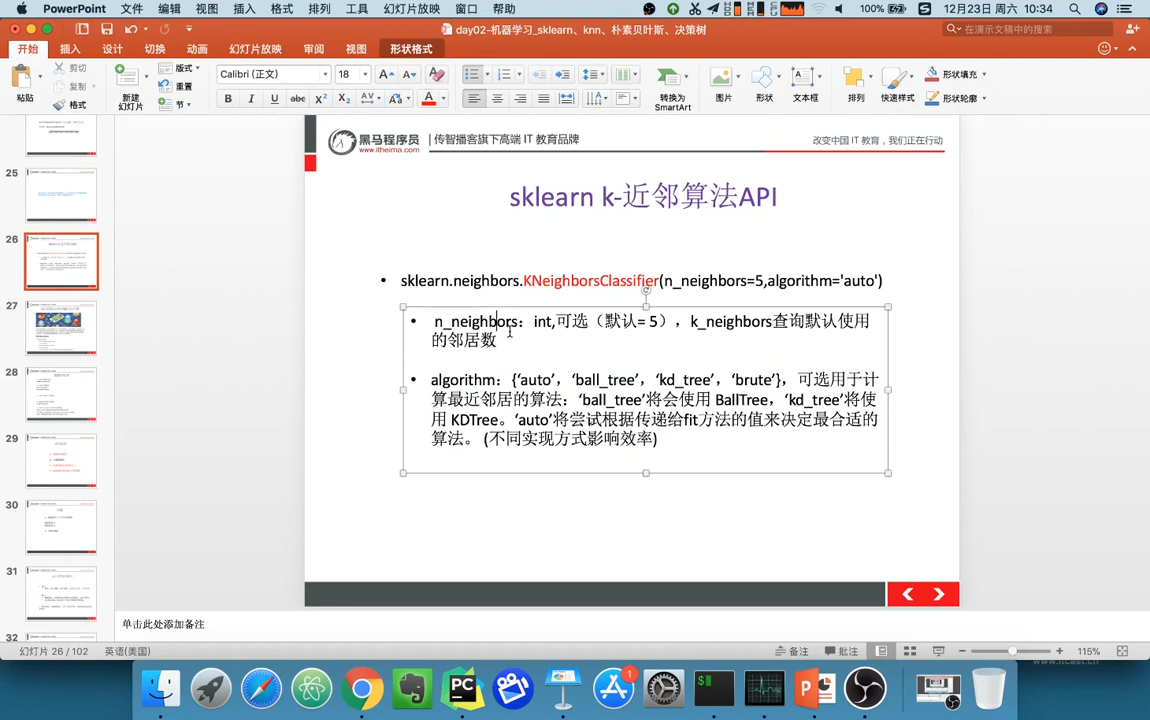 PowerPoint 文件 编辑 视图 插入 格式 排列 工具 幻灯片放映 窗口 帮助 100% 12月23日 周六 10:34
day02-机器学习_sklearn、knn、朴素贝叶斯、决策树
在演示文稿中的搜索
开始 插入 设计 切换 动画 幻灯片放映 审阅 视图 形状格式
粘贴 剪切 复制 格式 新建幻灯片 版式 重置 节
Calibri (正文) 18
B I U abc X² X₂ AV Aa A
转换为 SmartArt 图片 形状 文本框 排列 快速样式 形状填充 形状轮廓
25
26
27
28
29
30
31
32
黑马程序员
www.itheima.com
传智播客旗下高端 IT 教育品牌
改变中国 IT 教育，我们正在行动
sklearn k-近邻算法API
• sklearn.neighbors.KNeighborsClassifier(n_neighbors=5,algorithm='auto')
• n_neighbors：int,可选（默认= 5），k_neighbors查询默认使用
的邻居数
• algorithm：{‘auto’，‘ball_tree’，‘kd_tree’，‘brute’}，可选用于计
算最近邻居的算法：‘ball_tree’将会使用 BallTree，‘kd_tree’将使
用 KDTree。‘auto’将尝试根据传递给fit方法的值来决定最合适的
算法。 (不同实现方式影响效率)
单击此处添加备注
幻灯片 26 / 102 英语(美国) 备注 批注 115%
www.itcast.cn
PC
1
$
P